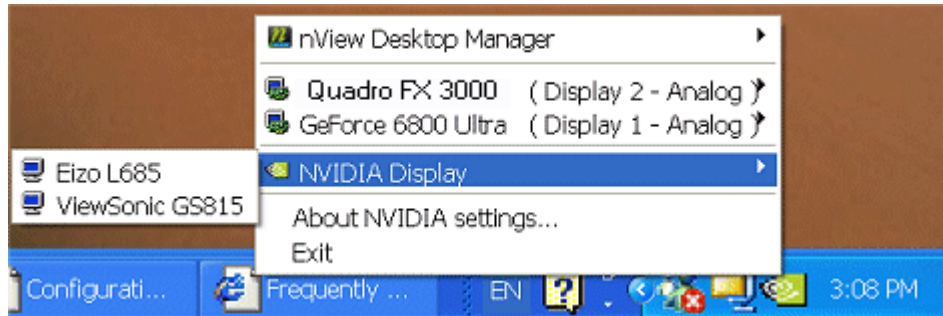 nView Desktop Manager
Quadro FX 3000 ( Display 2 - Analog )
GeForce 6800 Ultra ( Display 1 - Analog )
NVIDIA Display
Eizo L685
ViewSonic GS815
About NVIDIA settings...
Exit
Configurati...
Frequently ...
EN
?
3:08 PM